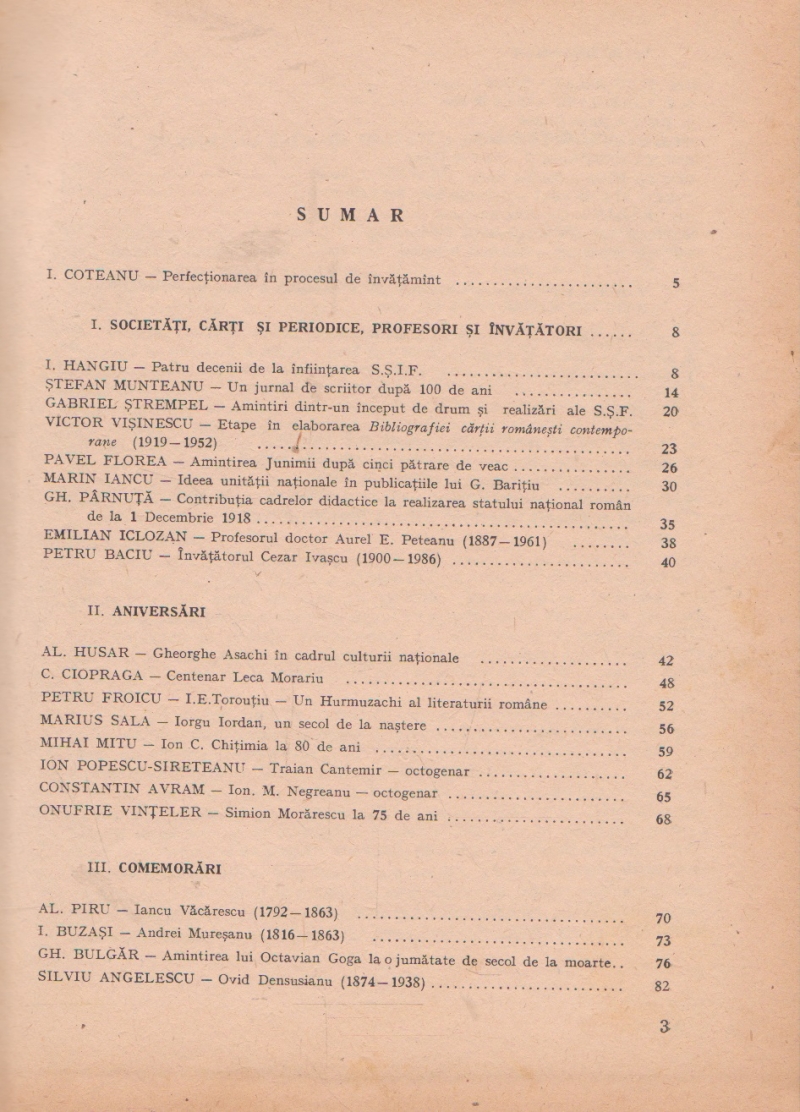 SUMAR
I. COTEANU — Perfecționarea în procesul de învățămînt ........................ 5
I. SOCIETĂȚI, CĂRȚI ȘI PERIODICE, PROFESORI ȘI ÎNVĂȚĂTORI ...... 8
I. HANGIU — Patru decenii de la înființarea S.Ș.I.F. .......................... 8
ȘTEFAN MUNTEANU — Un jurnal de scriitor după 100 de ani ................ 14
GABRIEL ȘTREMPEL — Amintiri dintr-un început de drum și realizări ale S.Ș.F. 20
VICTOR VIȘINESCU — Etape în elaborarea Bibliografiei cărții românești contempo-
rane (1919—1952) .................................................. 23
PAVEL FLOREA — Amintirea Junimii după cinci pătrare de veac ................ 26
MARIN IANCU — Ideea unității naționale în publicațiile lui G. Barițiu .......... 30
GH. PÂRNUȚĂ — Contribuția cadrelor didactice la realizarea statului național român
de la 1 Decembrie 1918 .................................................. 35
EMILIAN ICLOZAN — Profesorul doctor Aurel E. Peteanu (1887—1961) ........ 38
PETRU BACIU — Învățătorul Cezar Ivașcu (1900—1986) ........................ 40
II. ANIVERSĂRI
AL. HUSAR — Gheorghe Asachi în cadrul culturii naționale .................... 42
C. CIOPRAGA — Centenar Leca Morariu ...................................... 48
PETRU FROICU — I.E.Torouțiu — Un Hurmuzachi al literaturii române .......... 52
MARIUS SALA — Iorgu Iordan, un secol de la naștere .......................... 56
MIHAI MITU — Ion C. Chițimia la 80 de ani .................................. 59
ION POPESCU-SIRETEANU — Traian Cantemir — octogenar .................... 62
CONSTANTIN AVRAM — Ion. M. Negreanu — octogenar ........................ 65
ONUFRIE VINȚELER — Simion Morărescu la 75 de ani ........................ 68
III. COMEMORĂRI
AL. PIRU — Iancu Văcărescu (1792—1863) .................................... 70
I. BUZAȘI — Andrei Mureșanu (1816—1863) .................................. 73
GH. BULGĂR — Amintirea lui Octavian Goga la o jumătate de secol de la moarte.. 76
SILVIU ANGELESCU — Ovid Densusianu (1874—1938) .......................... 82
3